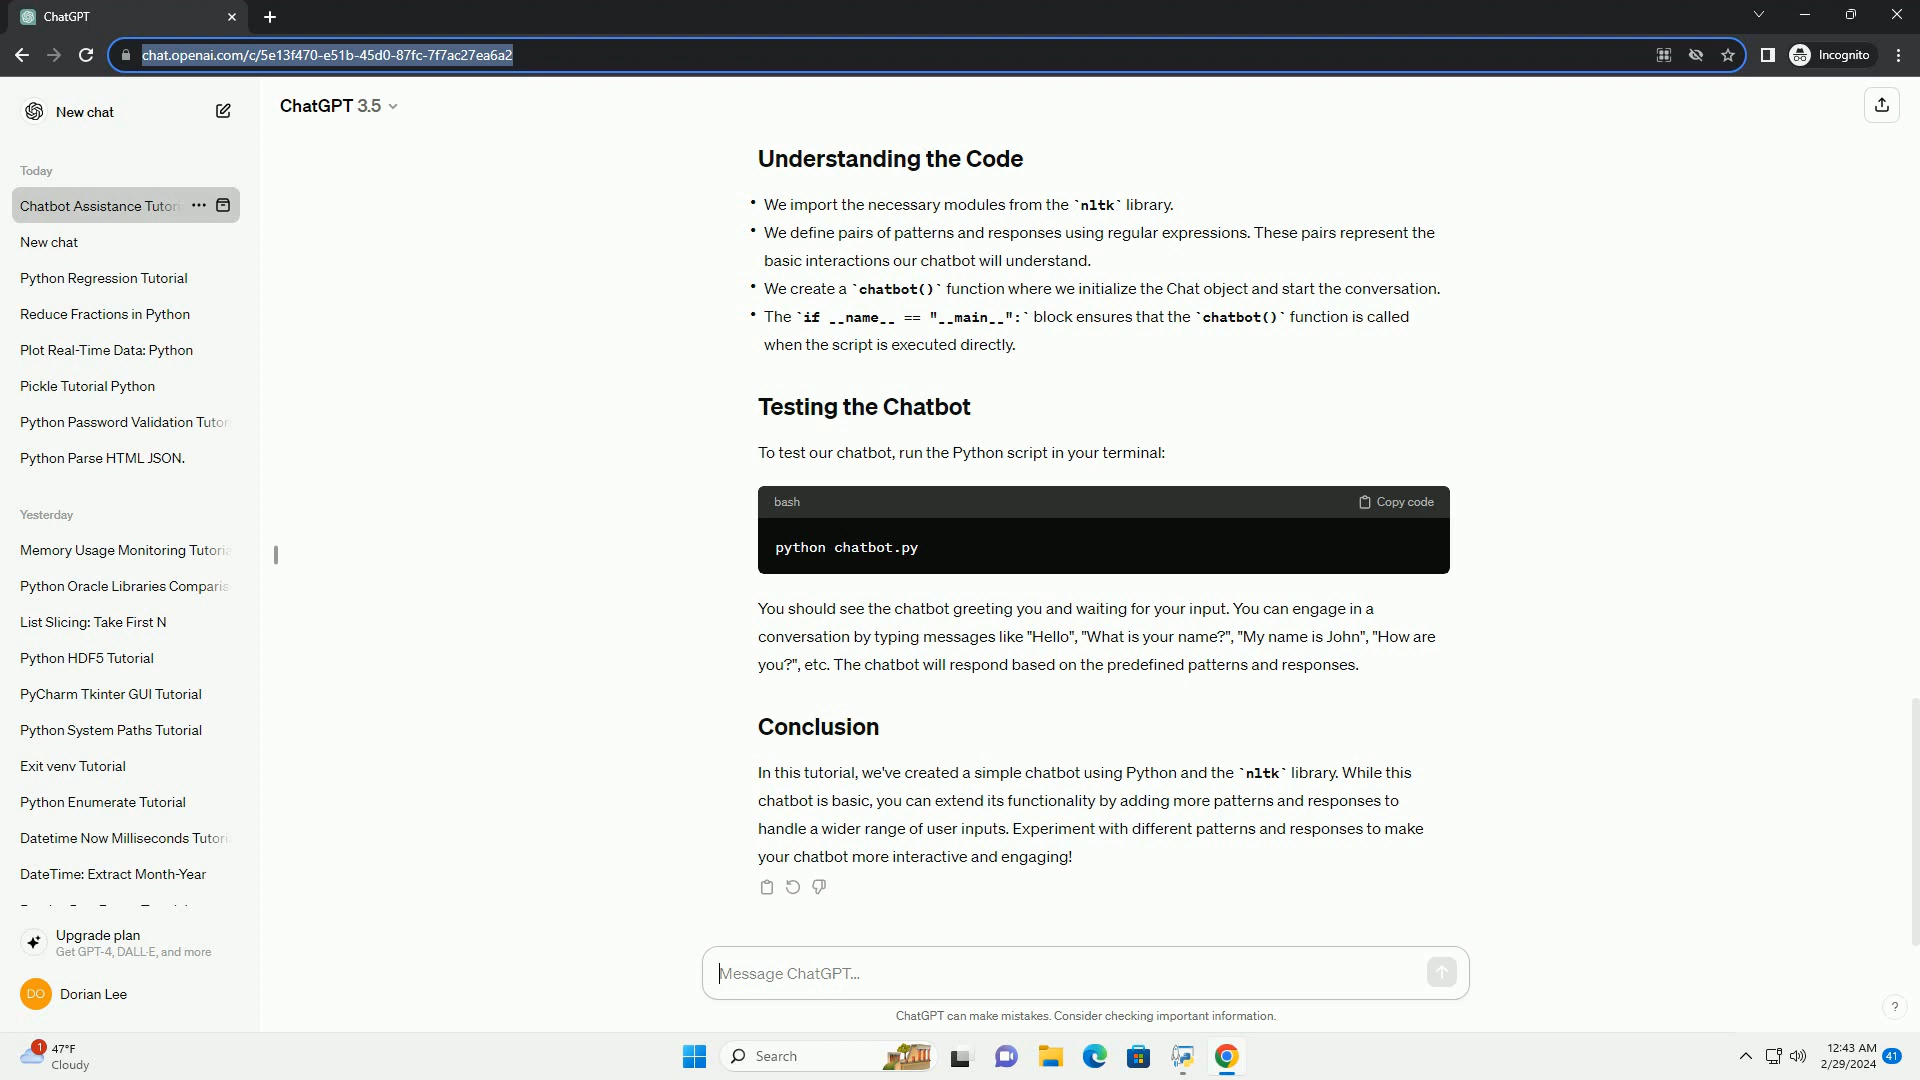 ChatGPT
chat.openai.com/c/5e13f470-e51b-45d0-87fc-7f7ac27ea6a2
Incognito
New chat
ChatGPT 3.5
Today
Chatbot Assistance Tutori
New chat
Python Regression Tutorial
Reduce Fractions in Python
Plot Real-Time Data: Python
Pickle Tutorial Python
Python Password Validation Tutor
Python Parse HTML JSON.
Yesterday
Memory Usage Monitoring Tutoria
Python Oracle Libraries Comparis
List Slicing: Take First N
Python HDF5 Tutorial
PyCharm Tkinter GUI Tutorial
Python System Paths Tutorial
Exit venv Tutorial
Python Enumerate Tutorial
Datetime Now Milliseconds Tutori
DateTime: Extract Month-Year
Upgrade plan
Get GPT-4, DALL·E, and more
DO
Dorian Lee
Understanding the Code
• We import the necessary modules from the `nltk` library.
• We define pairs of patterns and responses using regular expressions. These pairs represent the
basic interactions our chatbot will understand.
• We create a `chatbot()` function where we initialize the Chat object and start the conversation.
• The `if __name__ == "__main__":` block ensures that the `chatbot()` function is called
when the script is executed directly.
Testing the Chatbot
To test our chatbot, run the Python script in your terminal:
bash
Copy code
python chatbot.py
You should see the chatbot greeting you and waiting for your input. You can engage in a
conversation by typing messages like "Hello", "What is your name?", "My name is John", "How are
you?", etc. The chatbot will respond based on the predefined patterns and responses.
Conclusion
In this tutorial, we've created a simple chatbot using Python and the `nltk` library. While this
chatbot is basic, you can extend its functionality by adding more patterns and responses to
handle a wider range of user inputs. Experiment with different patterns and responses to make
your chatbot more interactive and engaging!
Message ChatGPT...
ChatGPT can make mistakes. Consider checking important information.
?
1
47°F
Cloudy
Search
12:43 AM
2/29/2024
41